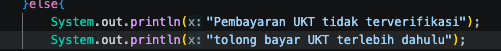 }else{
System.out.println(x:"Pembayaran UKT tidak terverifikasi");
System.out.println(x:"tolong bayar UKT terlebih dahulu");